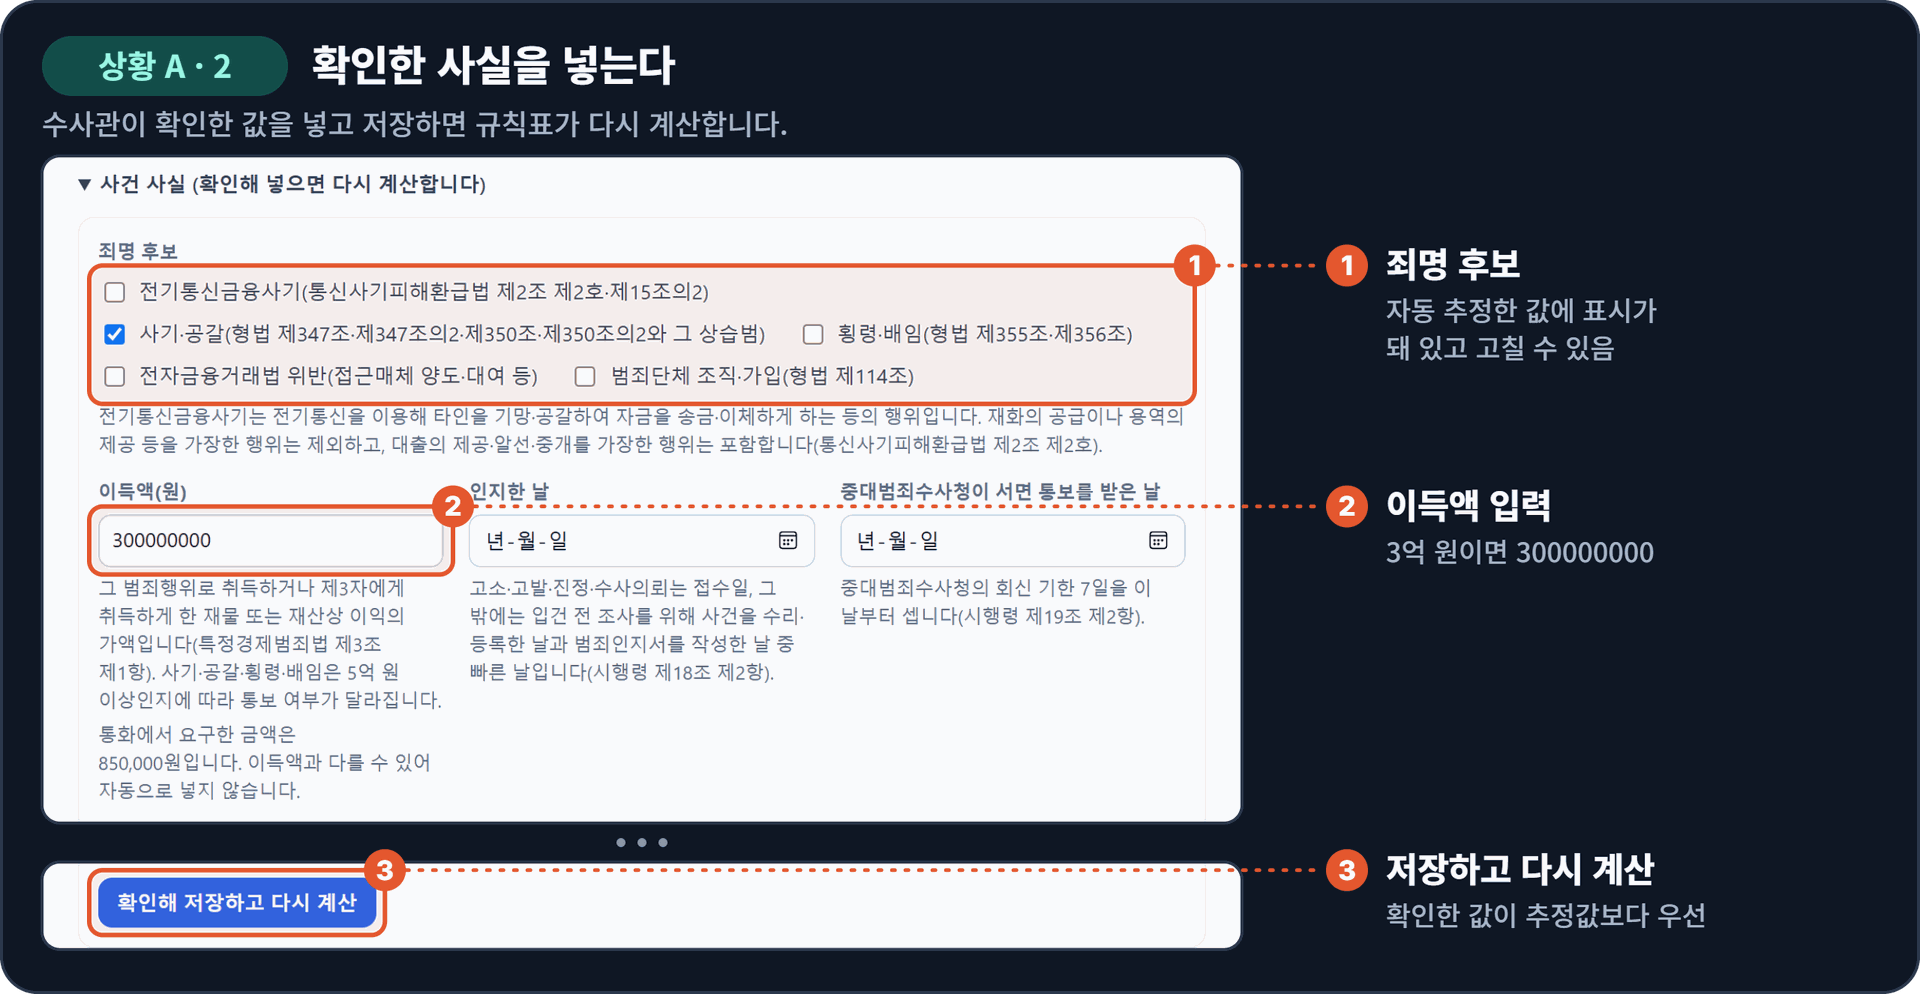 상황 A · 2
확인한 사실을 넣는다
수사관이 확인한 값을 넣고 저장하면 규칙표가 다시 계산합니다.
▼ 사건 사실 (확인해 넣으면 다시 계산합니다)
죄명 후보
1
전기통신금융사기(통신사기피해환급법 제2조 제2호·제15조의2)
사기·공갈(형법 제347조·제347조의2·제350조·제350조의2와 그 상습범)
횡령·배임(형법 제355조·제356조)
전자금융거래법 위반(접근매체 양도·대여 등)
범죄단체 조직·가입(형법 제114조)
전기통신금융사기는 전기통신을 이용해 타인을 기망·공갈하여 자금을 송금·이체하게 하는 등의 행위입니다. 재화의 공급이나 용역의
제공 등을 가장한 행위는 제외하고, 대출의 제공·알선·중개를 가장한 행위는 포함합니다(통신사기피해환급법 제2조 제2호).
이득액(원)
2
300000000
그 범죄행위로 취득하거나 제3자에게
취득하게 한 재물 또는 재산상 이익의
가액입니다(특정경제범죄법 제3조
제1항). 사기·공갈·횡령·배임은 5억 원
이상인지에 따라 통보 여부가 달라집니다.
통화에서 요구한 금액은
850,000원입니다. 이득액과 다를 수 있어
자동으로 넣지 않습니다.
인지한 날
년-월-일
고소·고발·진정·수사의뢰는 접수일, 그
밖에는 입건 전 조사를 위해 사건을 수리·
등록한 날과 범죄인지서를 작성한 날 중
빠른 날입니다(시행령 제18조 제2항).
중대범죄수사청이 서면 통보를 받은 날
년-월-일
중대범죄수사청의 회신 기한 7일을 이
날부터 셉니다(시행령 제19조 제2항).
3
확인해 저장하고 다시 계산
1
죄명 후보
자동 추정한 값에 표시가
돼 있고 고칠 수 있음
2
이득액 입력
3억 원이면 300000000
3
저장하고 다시 계산
확인한 값이 추정값보다 우선